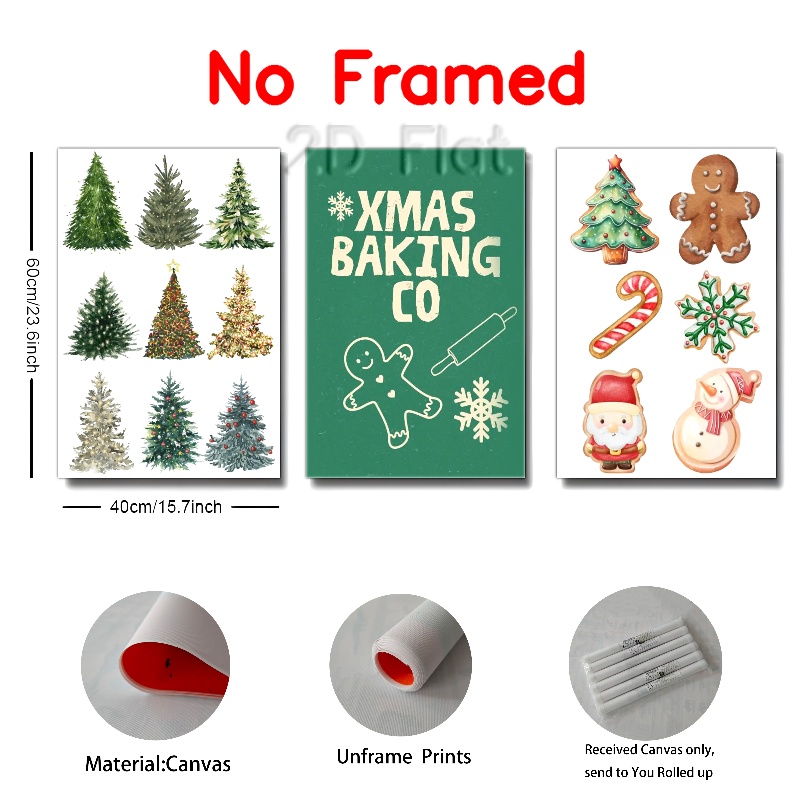 No Framed
2D Flat
60cm/23.6inch
XMAS
BAKING
CO
40cm/15.7inch
Material:Canvas
Unframe Prints
Received Canvas only,
send to You Rolled up